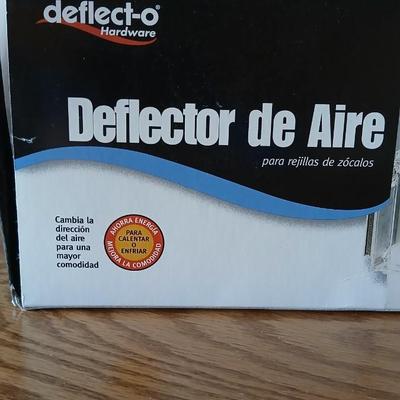 deflect-o®
Hardware
Deflector de Aire
para rejillas de zócalos
Cambia la
dirección
del aire
para una
mayor
comodidad
AHORRA ENERGÍA
PARA
CALENTAR
O
ENFRIAR
MEJORA LA COMODIDAD